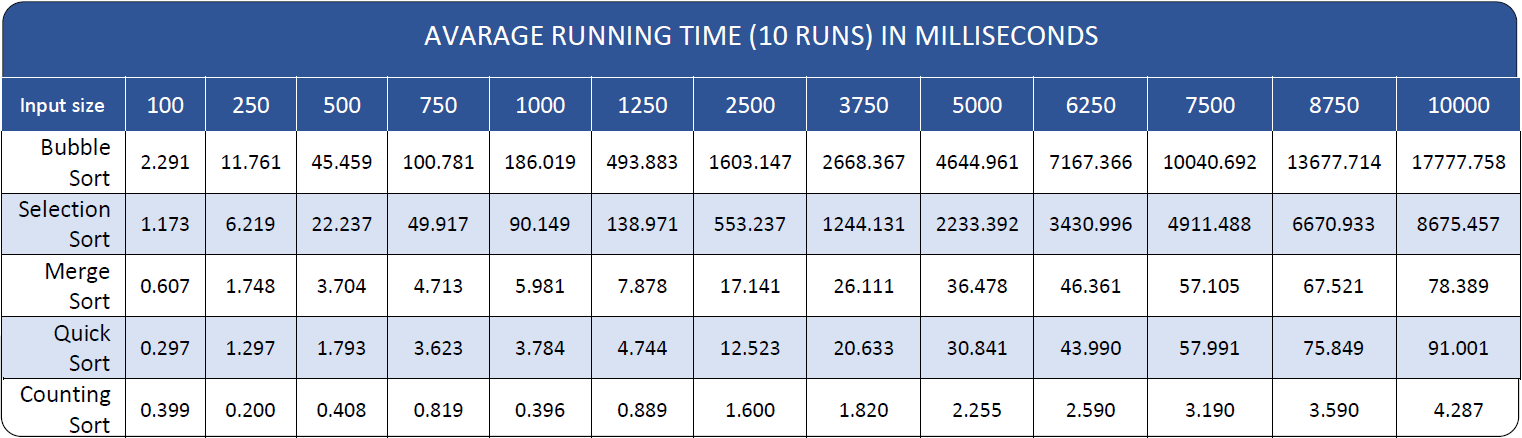 AVARAGE RUNNING TIME (10 RUNS) IN MILLISECONDS
Input size 100 250 500 750 1000 1250 2500 3750 5000 6250 7500 8750 10000
Bubble Sort 2.291 11.761 45.459 100.781 186.019 493.883 1603.147 2668.367 4644.961 7167.366 10040.692 13677.714 17777.758
Selection Sort 1.173 6.219 22.237 49.917 90.149 138.971 553.237 1244.131 2233.392 3430.996 4911.488 6670.933 8675.457
Merge Sort 0.607 1.748 3.704 4.713 5.981 7.878 17.141 26.111 36.478 46.361 57.105 67.521 78.389
Quick Sort 0.297 1.297 1.793 3.623 3.784 4.744 12.523 20.633 30.841 43.990 57.991 75.849 91.001
Counting Sort 0.399 0.200 0.408 0.819 0.396 0.889 1.600 1.820 2.255 2.590 3.190 3.590 4.287